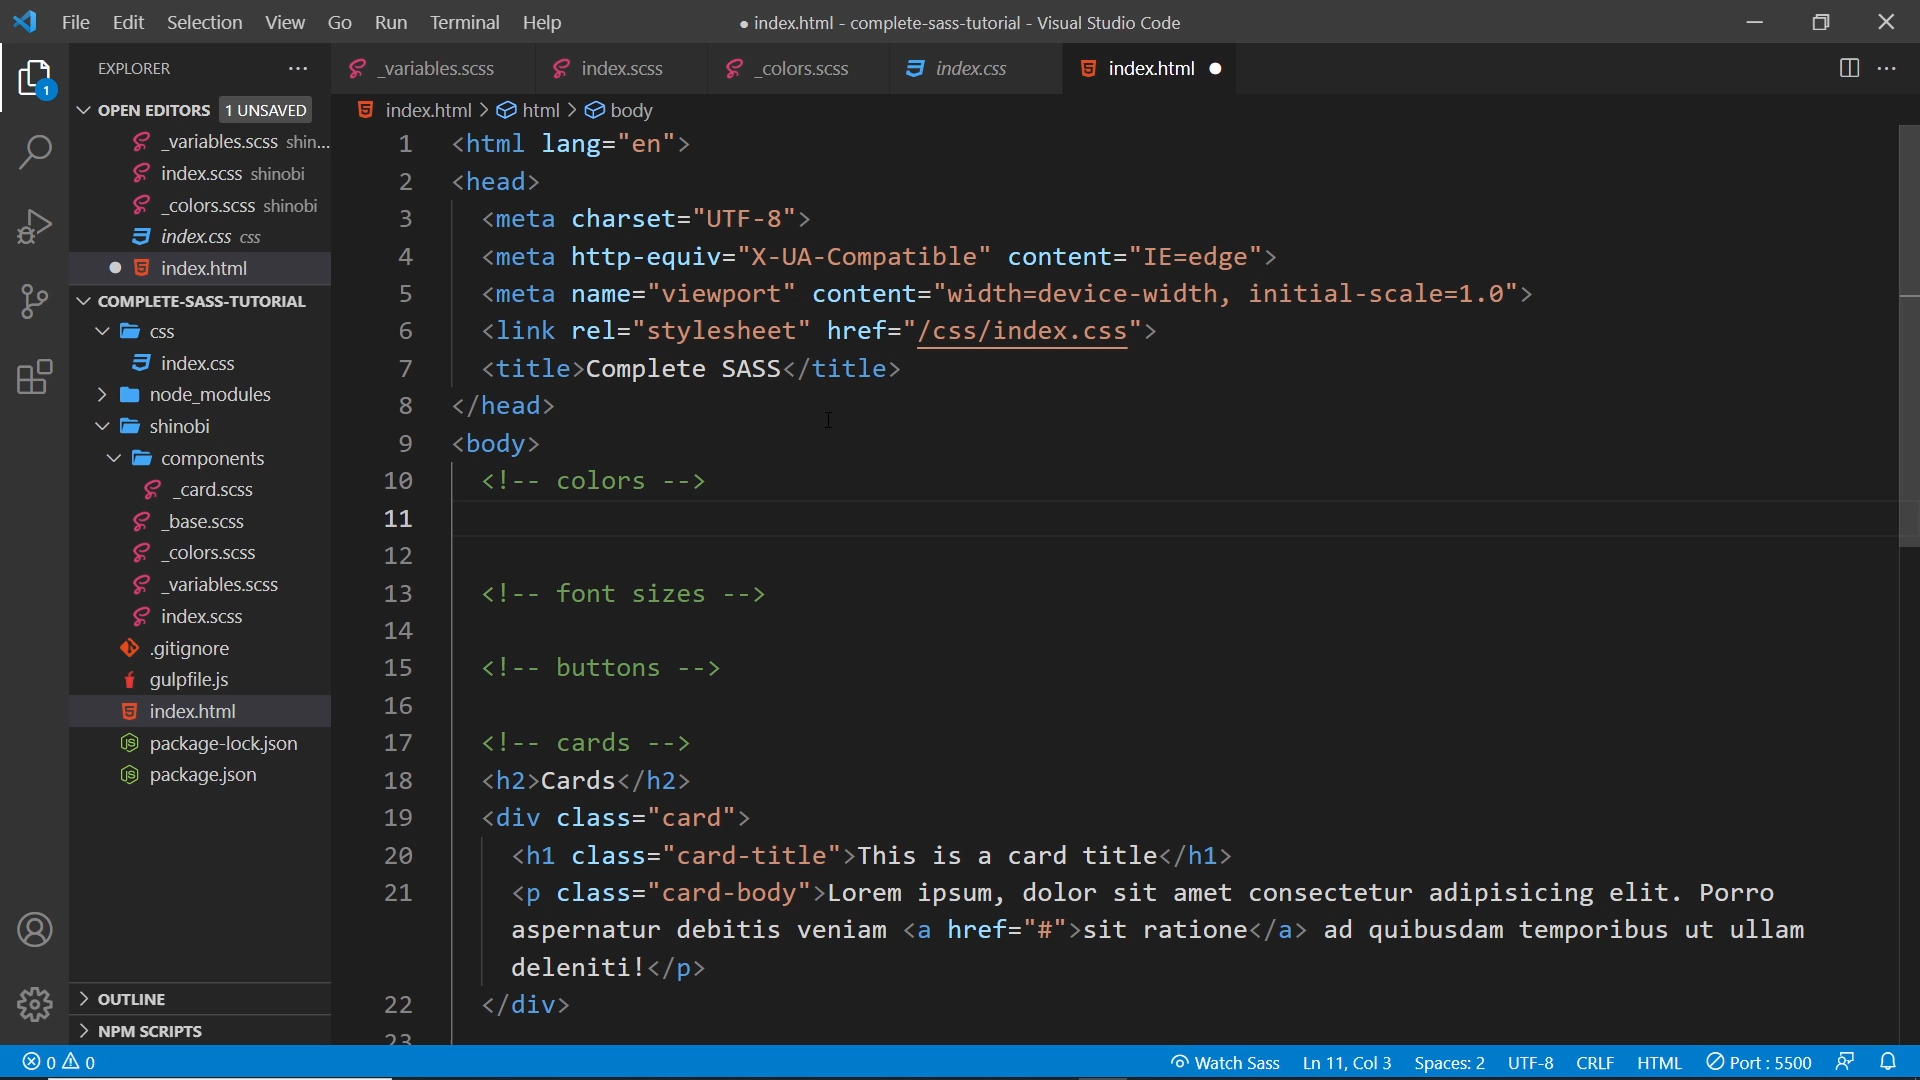 File Edit Selection View Go Run Terminal Help
● index.html - complete-sass-tutorial - Visual Studio Code
EXPLORER
_variables.scss index.scss _colors.scss index.css index.html
1
OPEN EDITORS 1 UNSAVED
_variables.scss shin...
index.scss shinobi
_colors.scss shinobi
index.css css
index.html
COMPLETE-SASS-TUTORIAL
css
index.css
node_modules
shinobi
components
_card.scss
_base.scss
_colors.scss
_variables.scss
index.scss
.gitignore
gulpfile.js
index.html
package-lock.json
package.json
OUTLINE
NPM SCRIPTS
index.html > html > body
1 <html lang="en">
2 <head>
3 <meta charset="UTF-8">
4 <meta http-equiv="X-UA-Compatible" content="IE=edge">
5 <meta name="viewport" content="width=device-width, initial-scale=1.0">
6 <link rel="stylesheet" href="/css/index.css">
7 <title>Complete SASS</title>
8 </head>
9 <body>
10 <!-- colors -->
11
12
13 <!-- font sizes -->
14
15 <!-- buttons -->
16
17 <!-- cards -->
18 <h2>Cards</h2>
19 <div class="card">
20 <h1 class="card-title">This is a card title</h1>
21 <p class="card-body">Lorem ipsum, dolor sit amet consectetur adipisicing elit. Porro
aspernatur debitis veniam <a href="#">sit ratione</a> ad quibusdam temporibus ut ullam
deleniti!</p>
22 </div>
23
0 0 Watch Sass Ln 11, Col 3 Spaces: 2 UTF-8 CRLF HTML Port : 5500